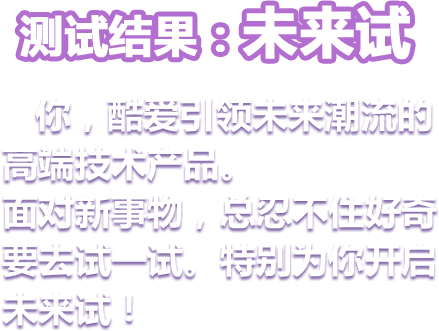 测试结果：未来试
你，酷爱引领未来潮流的
高端技术产品。
面对新事物，总忍不住好奇
要去试一试。特别为你开启
未来试！